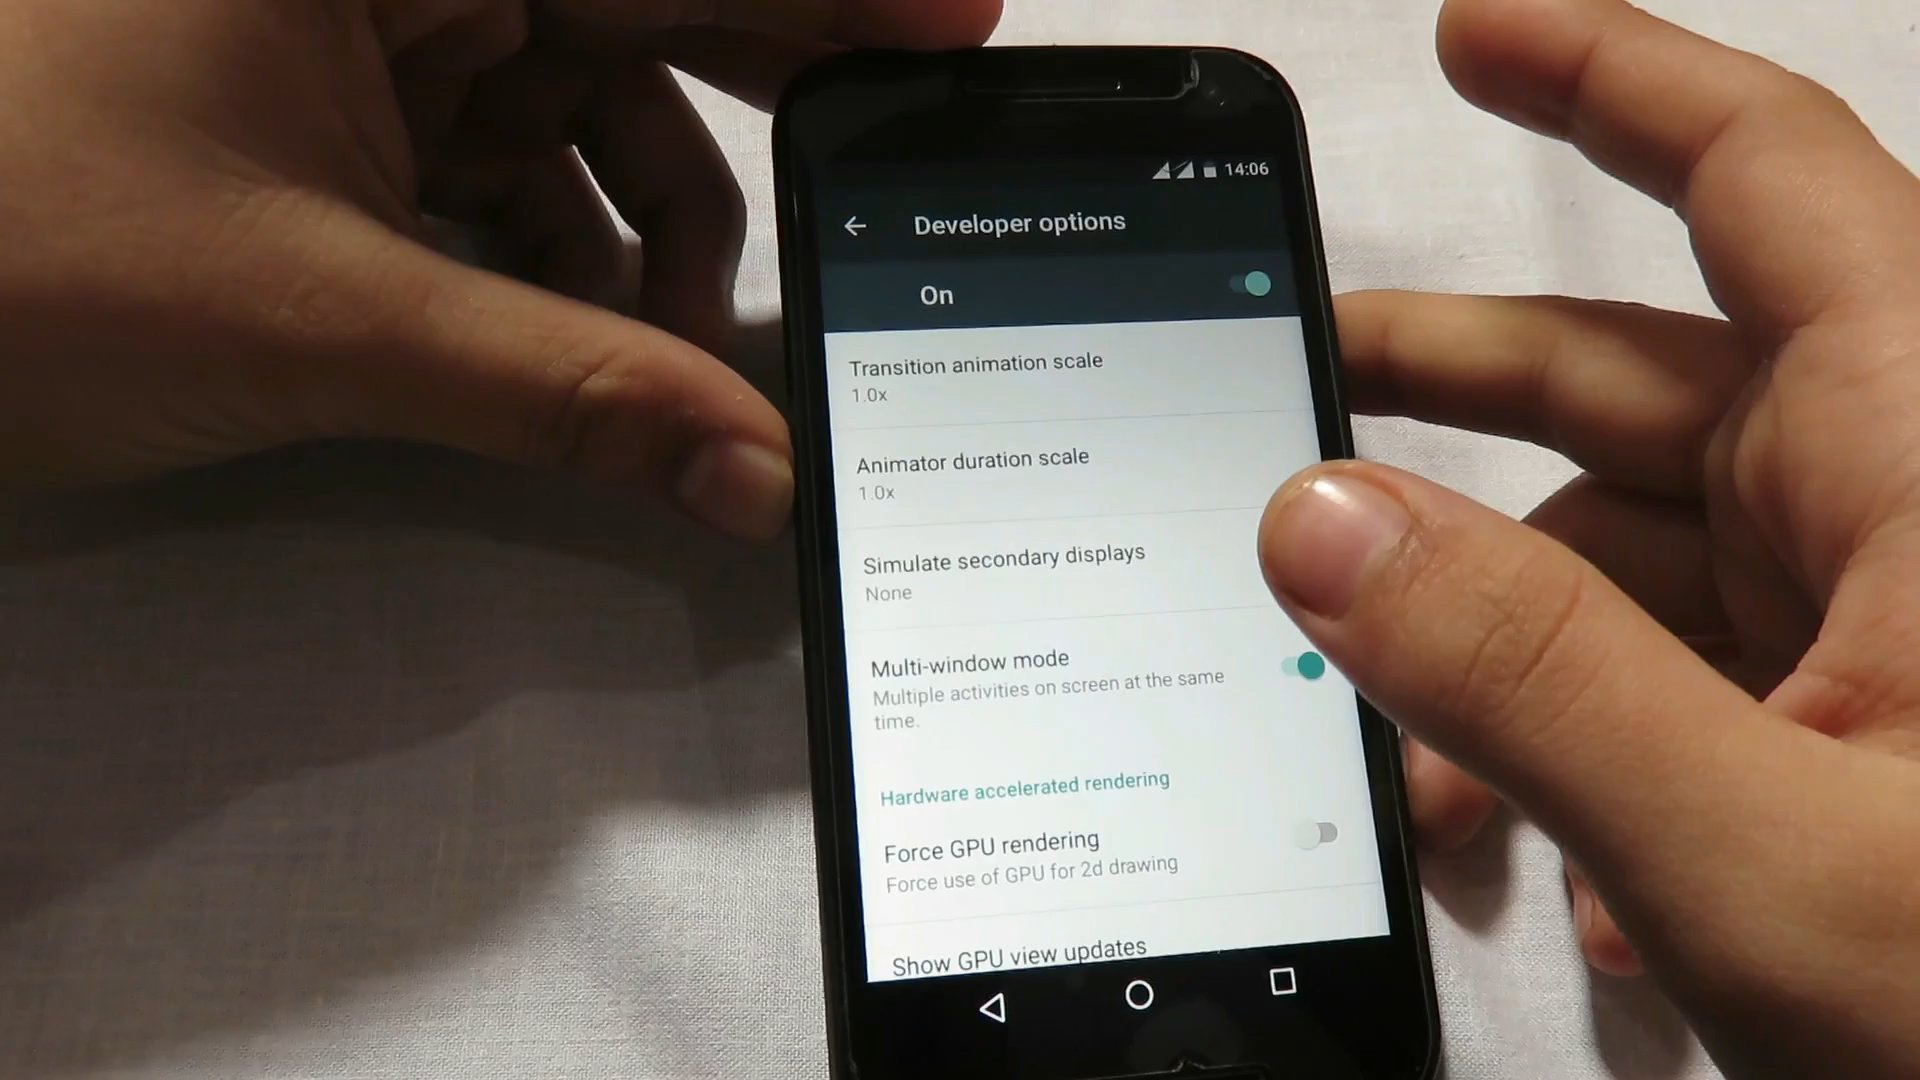 14:06
Developer options
On
Transition animation scale
1.0x
Animator duration scale
1.0x
Simulate secondary displays
None
Multi-window mode
Multiple activities on screen at the same
time.
Hardware accelerated rendering
Force GPU rendering
Force use of GPU for 2d drawing
Show GPU view updates